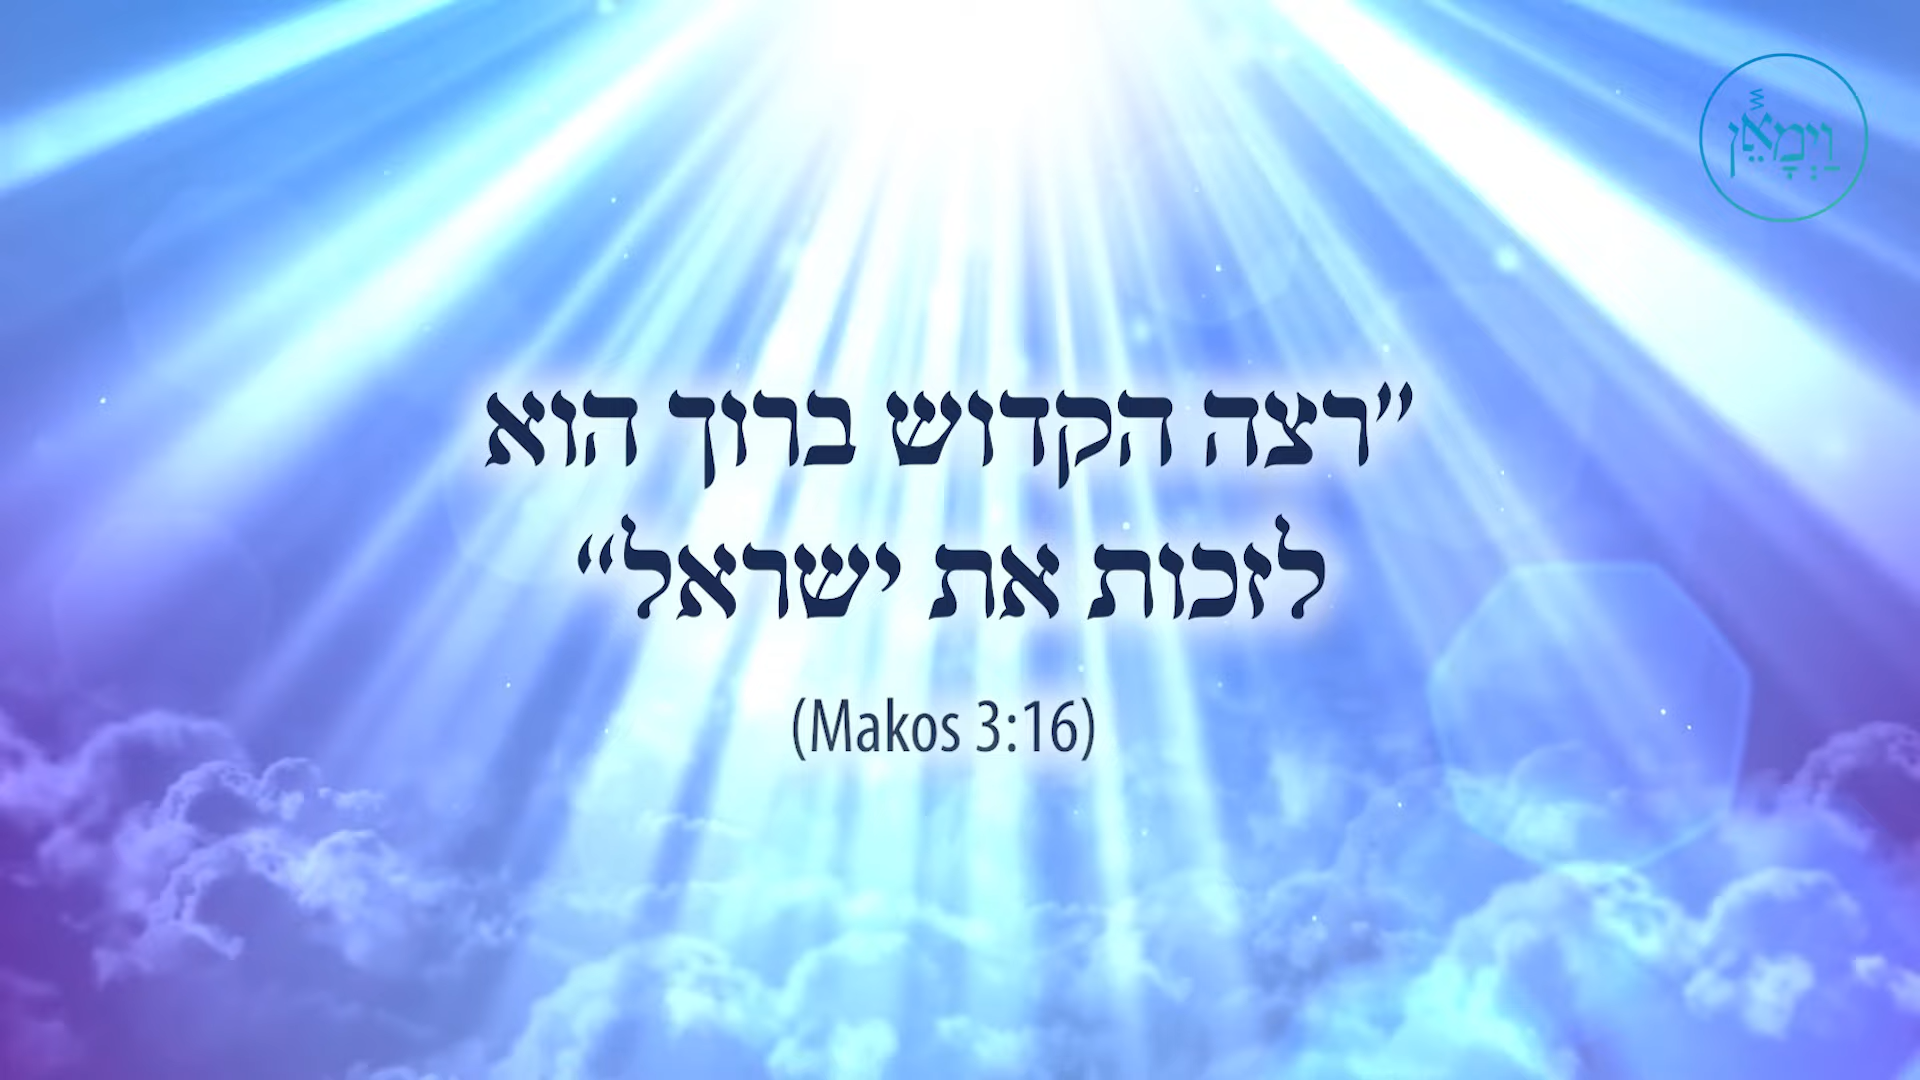 וַיְמָאֵ֓ן
"רצה הקדוש ברוך הוא
לזכות את ישראל"
(Makos 3:16)